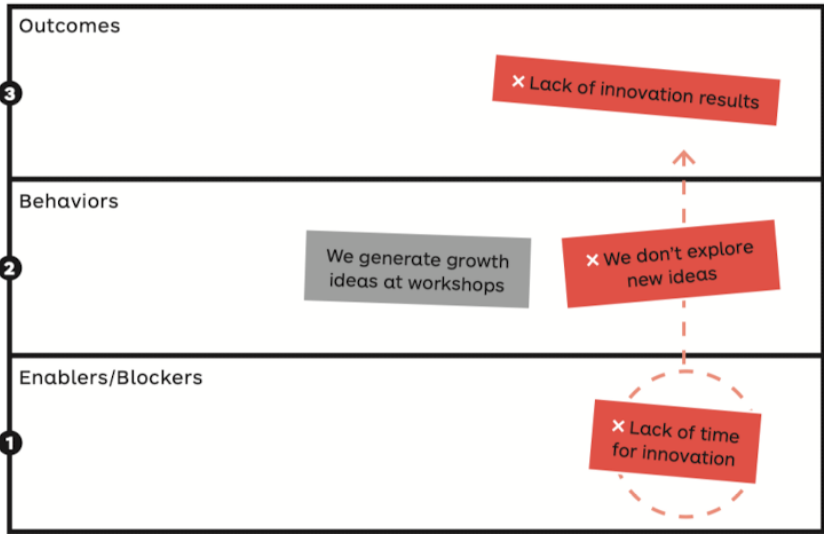 Outcomes
3
× Lack of innovation results
Behaviors
2
We generate growth
ideas at workshops
× We don't explore
new ideas
Enablers/Blockers
1
× Lack of time
for innovation